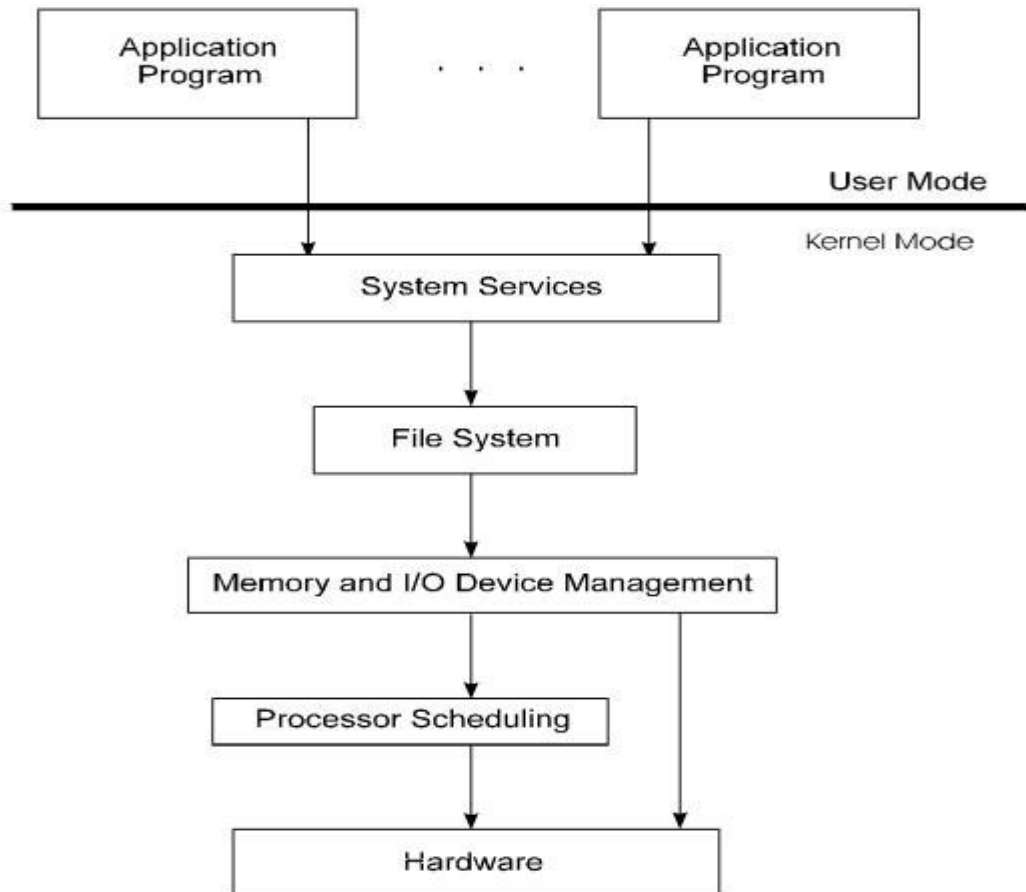 Application
Program
. . .
Application
Program
User Mode
Kernel Mode
System Services
File System
Memory and I/O Device Management
Processor Scheduling
Hardware